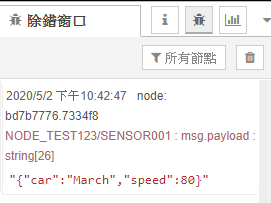 除錯窗口
所有節點
2020/5/2 下午10:42:47 node:
bd7b7776.7334f8
NODE_TEST123/SENSOR001 : msg.payload :
string[26]
"{"car":"March","speed":80}"